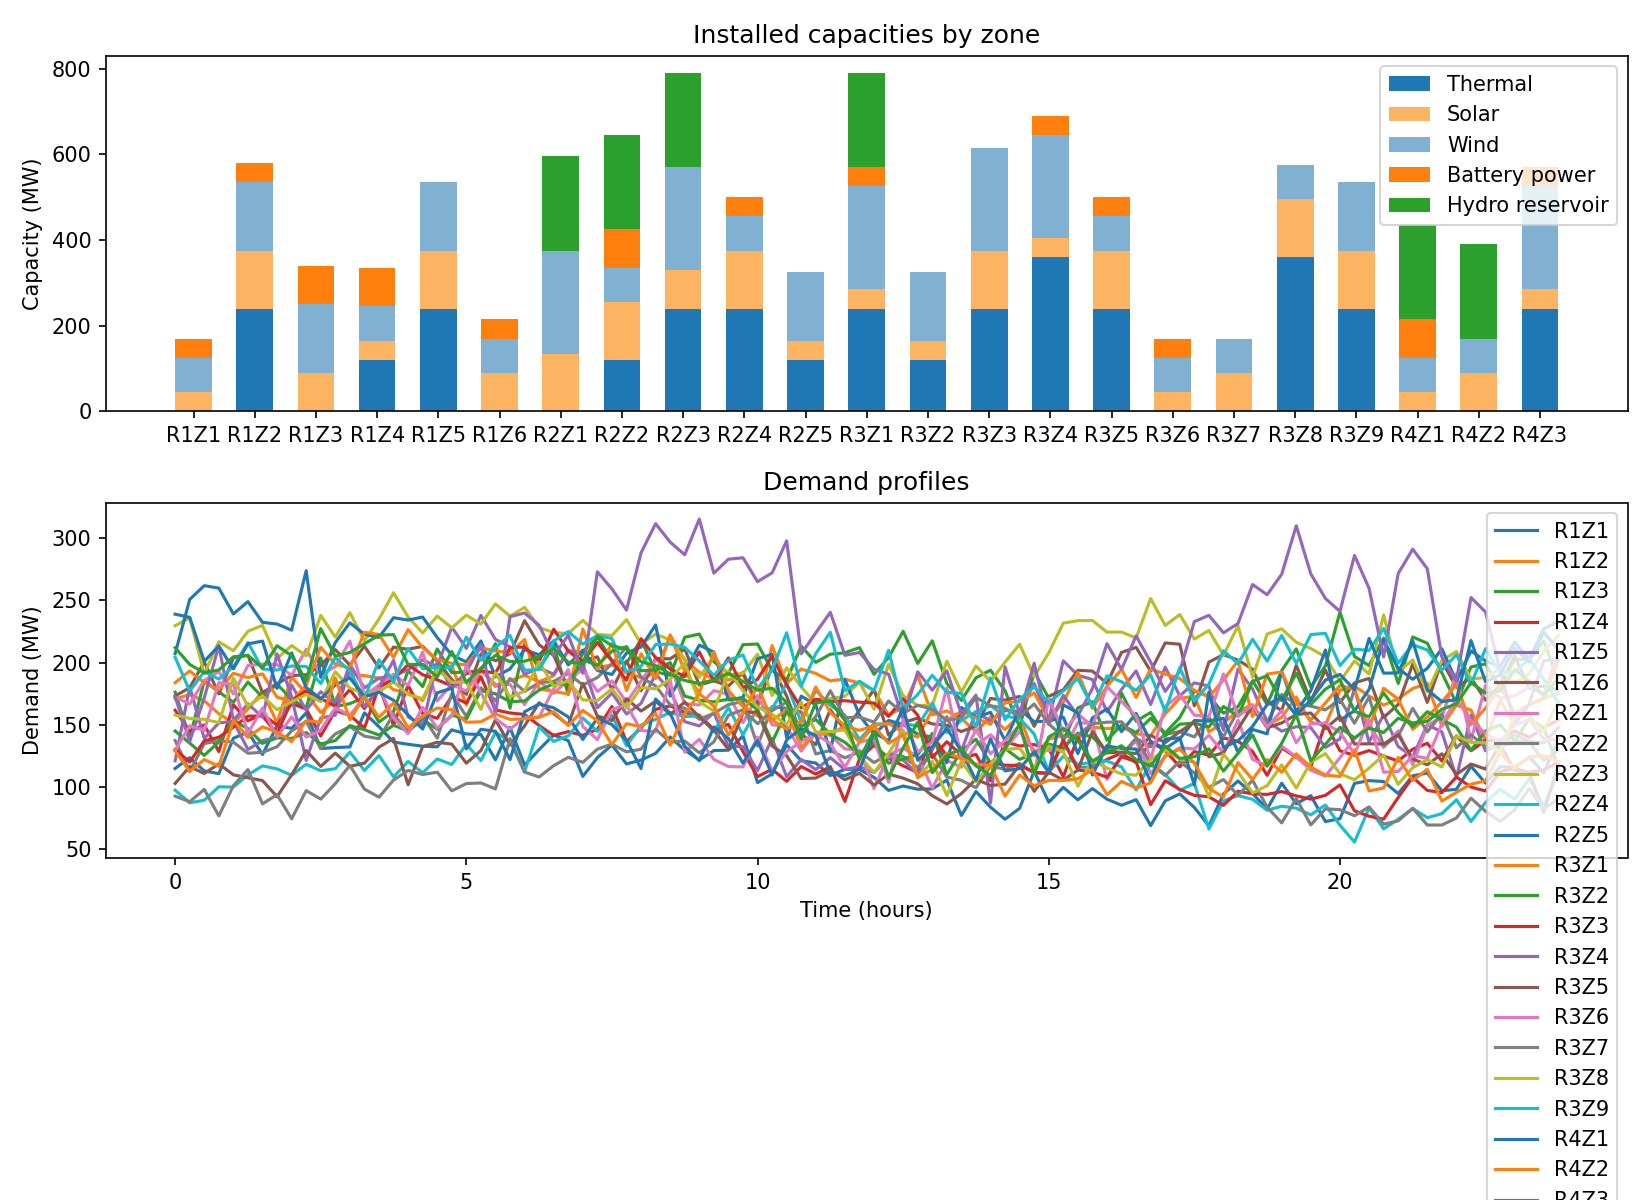 Installed capacities by zone
Capacity (MW)
800
600
400
200
0
Thermal
Solar
Wind
Battery power
Hydro reservoir
R1Z1 R1Z2 R1Z3 R1Z4 R1Z5 R1Z6 R2Z1 R2Z2 R2Z3 R2Z4 R2Z5 R3Z1 R3Z2 R3Z3 R3Z4 R3Z5 R3Z6 R3Z7 R3Z8 R3Z9 R4Z1 R4Z2 R4Z3
Demand profiles
Demand (MW)
300
250
200
150
100
50
0 5 10 15 20
Time (hours)
R1Z1
R1Z2
R1Z3
R1Z4
R1Z5
R1Z6
R2Z1
R2Z2
R2Z3
R2Z4
R2Z5
R3Z1
R3Z2
R3Z3
R3Z4
R3Z5
R3Z6
R3Z7
R3Z8
R3Z9
R4Z1
R4Z2
R4Z3